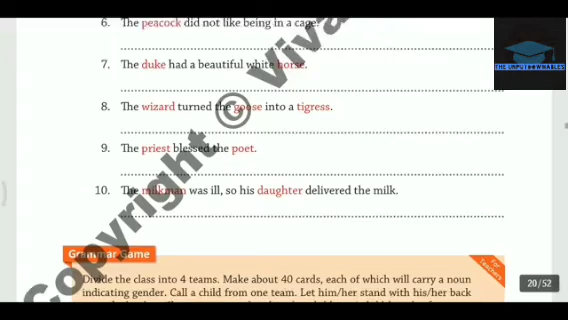 6. The peacock did not like being in a cage?
7. The duke had a beautiful white horse.
8. The wizard turned the goose into a tigress.
9. The priest blessed the poet.
10. The milkman was ill, so his daughter delivered the milk.
Grammar Game
For Teachers
Divide the class into 4 teams. Make about 40 cards, each of which will carry a noun
indicating gender. Call a child from one team. Let him/her stand with his/her back
Copyright © Viva
20/52